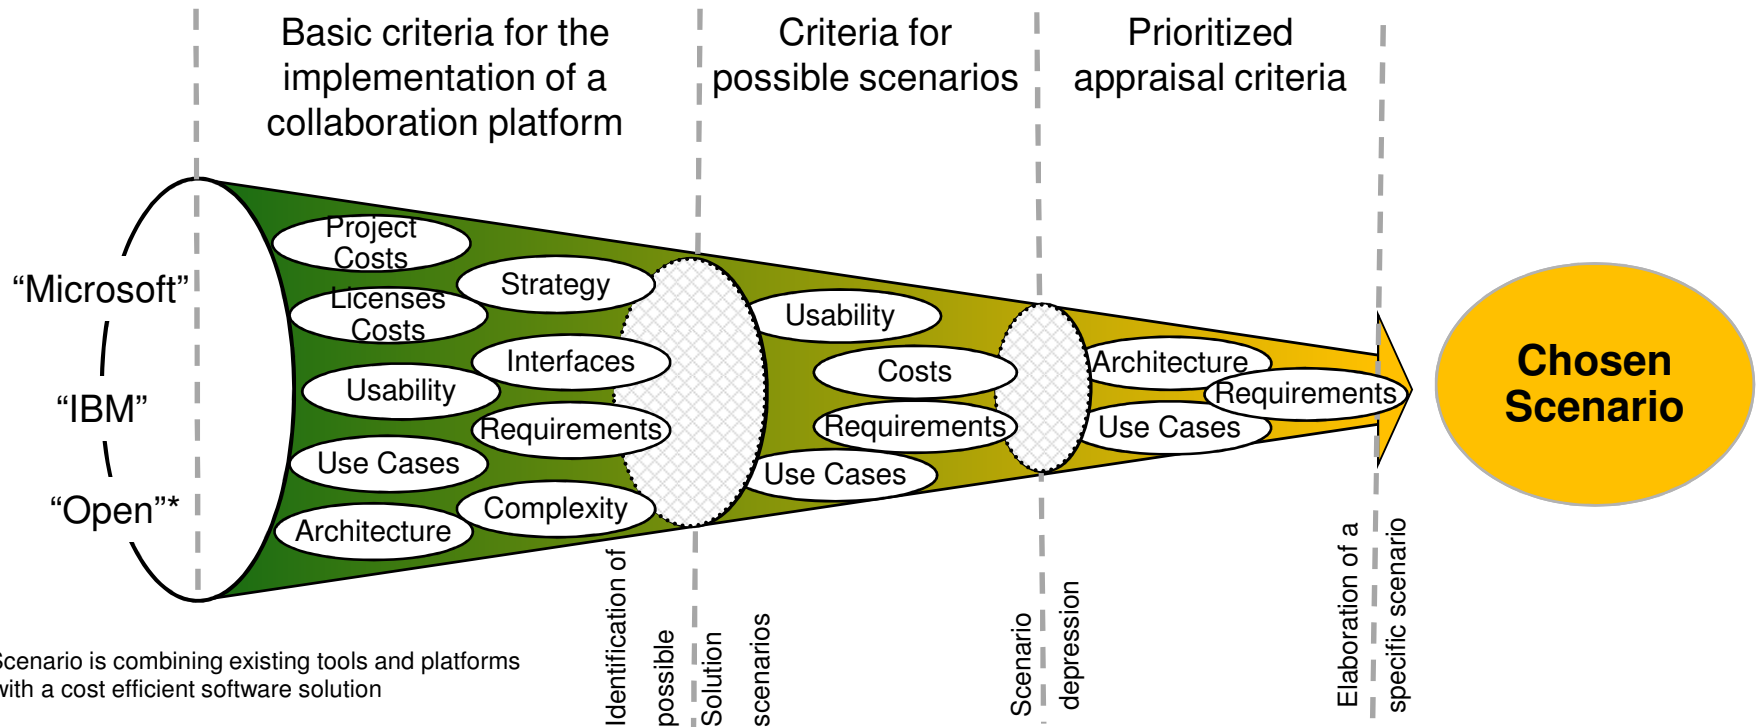 Basic criteria for the
implementation of a
collaboration platform
Criteria for
possible scenarios
Prioritized
appraisal criteria
“Microsoft”
“IBM”
“Open”*
Project
Costs
Licenses
Costs
Usability
Use Cases
Architecture
Strategy
Interfaces
Requirements
Complexity
Usability
Costs
Requirements
Use Cases
Architecture
Requirements
Use Cases
Chosen
Scenario
Identification of
possible
Solution
scenarios
Scenario
depression
Elaboration of a
specific scenario
Scenario is combining existing tools and platforms
with a cost efficient software solution